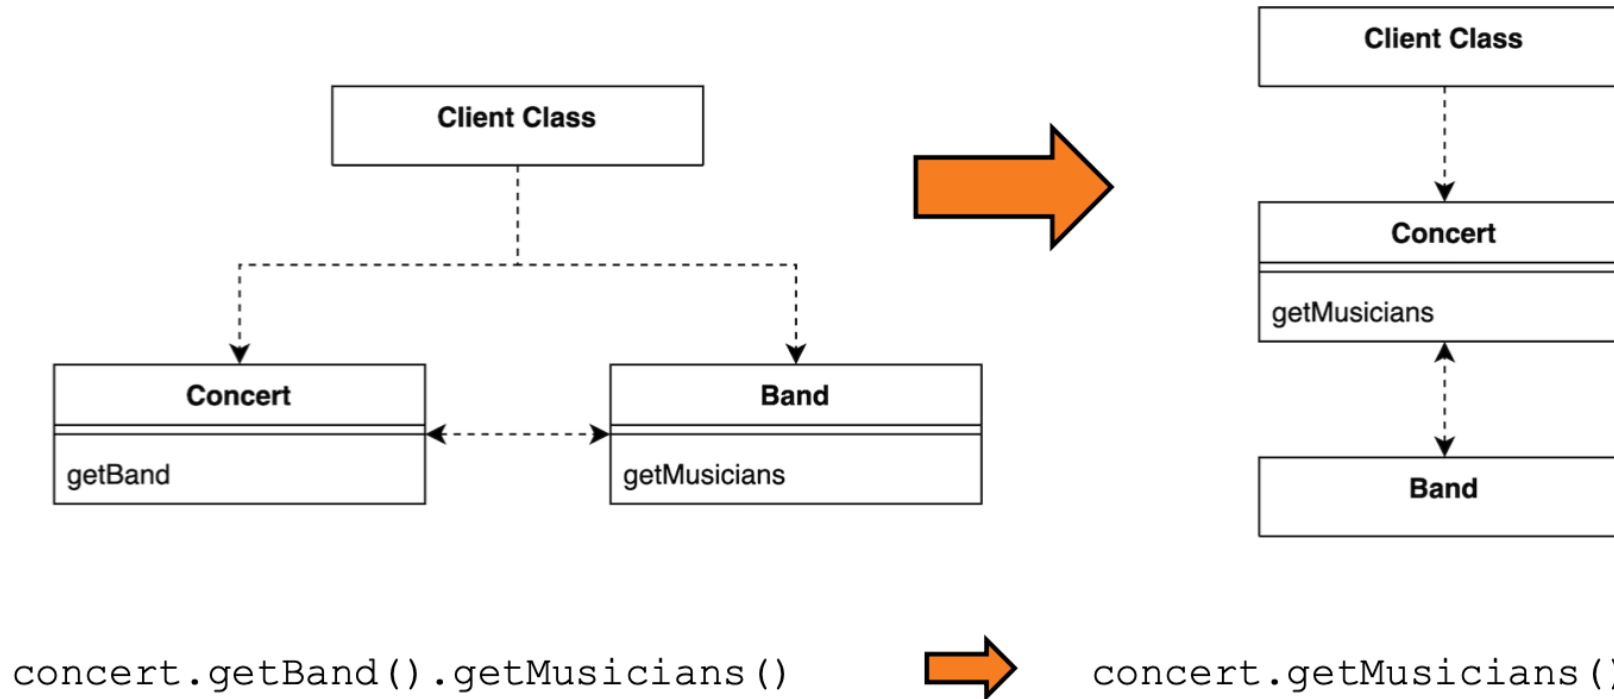 Client Class
Concert
getBand
Band
getMusicians
Client Class
Concert
getMusicians
Band
concert.getBand().getMusicians()
concert.getMusicians()